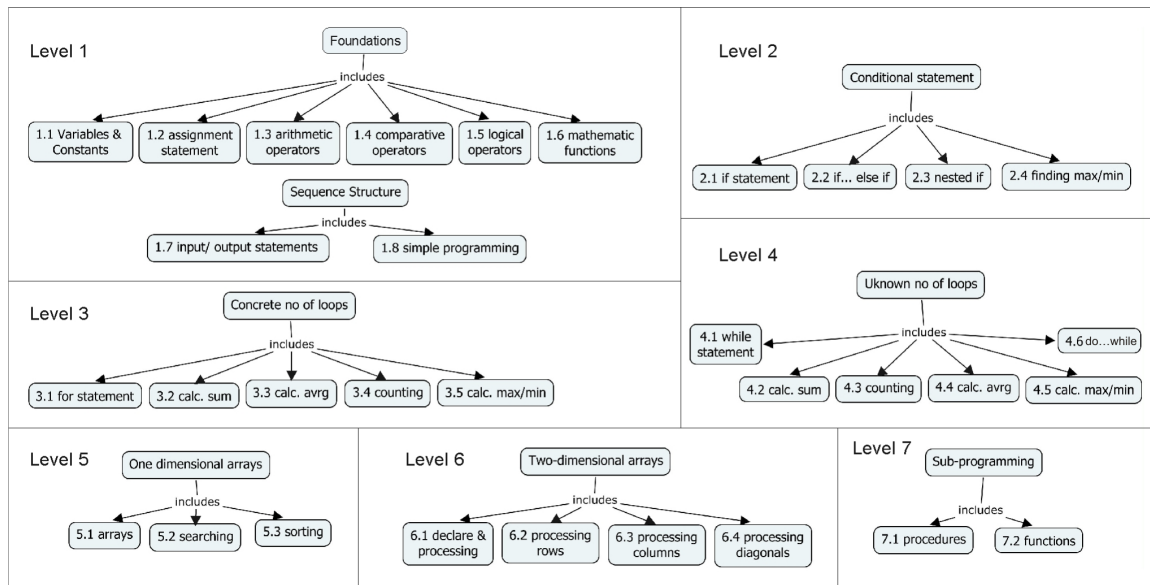 Level 1
Foundations
includes
1.1 Variables &
Constants
1.2 assignment
statement
1.3 arithmetic
operators
1.4 comparative
operators
1.5 logical
operators
1.6 mathematic
functions
Sequence Structure
includes
1.7 input/ output statements
1.8 simple programming
Level 2
Conditional statement
includes
2.1 if statement
2.2 if... else if
2.3 nested if
2.4 finding max/min
Level 3
Concrete no of loops
includes
3.1 for statement
3.2 calc. sum
3.3 calc. avrg
3.4 counting
3.5 calc. max/min
Level 4
Uknown no of loops
includes
4.1 while
statement
4.2 calc. sum
4.3 counting
4.4 calc. avrg
4.5 calc. max/min
4.6 do...while
Level 5
One dimensional arrays
includes
5.1 arrays
5.2 searching
5.3 sorting
Level 6
Two-dimensional arrays
includes
6.1 declare &
processing
6.2 processing
rows
6.3 processing
columns
6.4 processing
diagonals
Level 7
Sub-programming
includes
7.1 procedures
7.2 functions